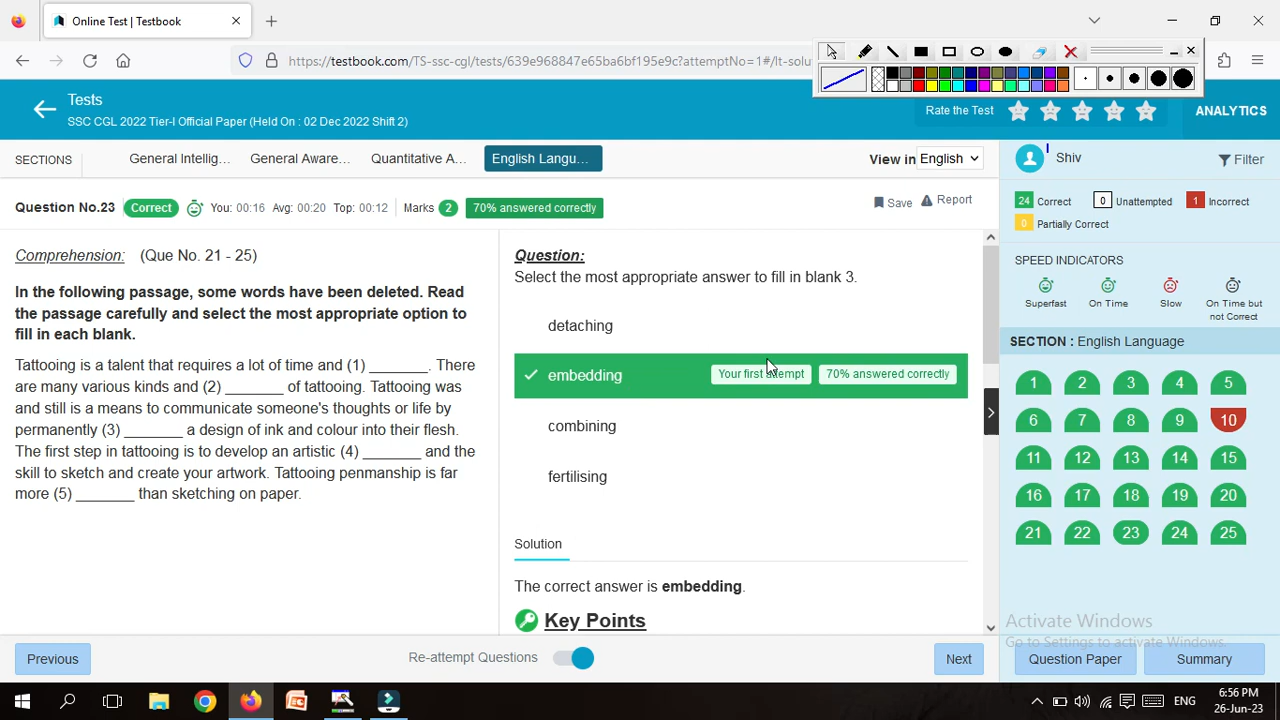 Online Test | Testbook
https://testbook.com/TS-ssc-cgl/tests/639e968847e65ba6bf195e9c?attemptNo=1#/lt-solu
Tests
SSC CGL 2022 Tier-I Official Paper (Held On : 02 Dec 2022 Shift 2)
Rate the Test
ANALYTICS
SECTIONS
General Intellig...
General Aware...
Quantitative A...
English Langu...
View in English
Shiv
Filter
Question No.23 Correct You: 00:16 Avg: 00:20 Top: 00:12 Marks 2 70% answered correctly
Save
Report
24 Correct
0 Unattempted
1 Incorrect
0 Partially Correct
Comprehension: (Que No. 21 - 25)
In the following passage, some words have been deleted. Read
the passage carefully and select the most appropriate option to
fill in each blank.
Tattooing is a talent that requires a lot of time and (1) _______. There
are many various kinds and (2) _______ of tattooing. Tattooing was
and still is a means to communicate someone's thoughts or life by
permanently (3) _______ a design of ink and colour into their flesh.
The first step in tattooing is to develop an artistic (4) _______ and the
skill to sketch and create your artwork. Tattooing penmanship is far
more (5) _______ than sketching on paper.
Question:
Select the most appropriate answer to fill in blank 3.
detaching
embedding
Your first attempt
70% answered correctly
combining
fertilising
Solution
The correct answer is embedding.
Key Points
SPEED INDICATORS
Superfast
On Time
Slow
On Time but
not Correct
SECTION : English Language
1 2 3 4 5
6 7 8 9 10
11 12 13 14 15
16 17 18 19 20
21 22 23 24 25
Activate Windows
Go to Settings to activate Windows.
Previous
Re-attempt Questions
Next
Question Paper
Summary
ENG
6:56 PM
26-Jun-23